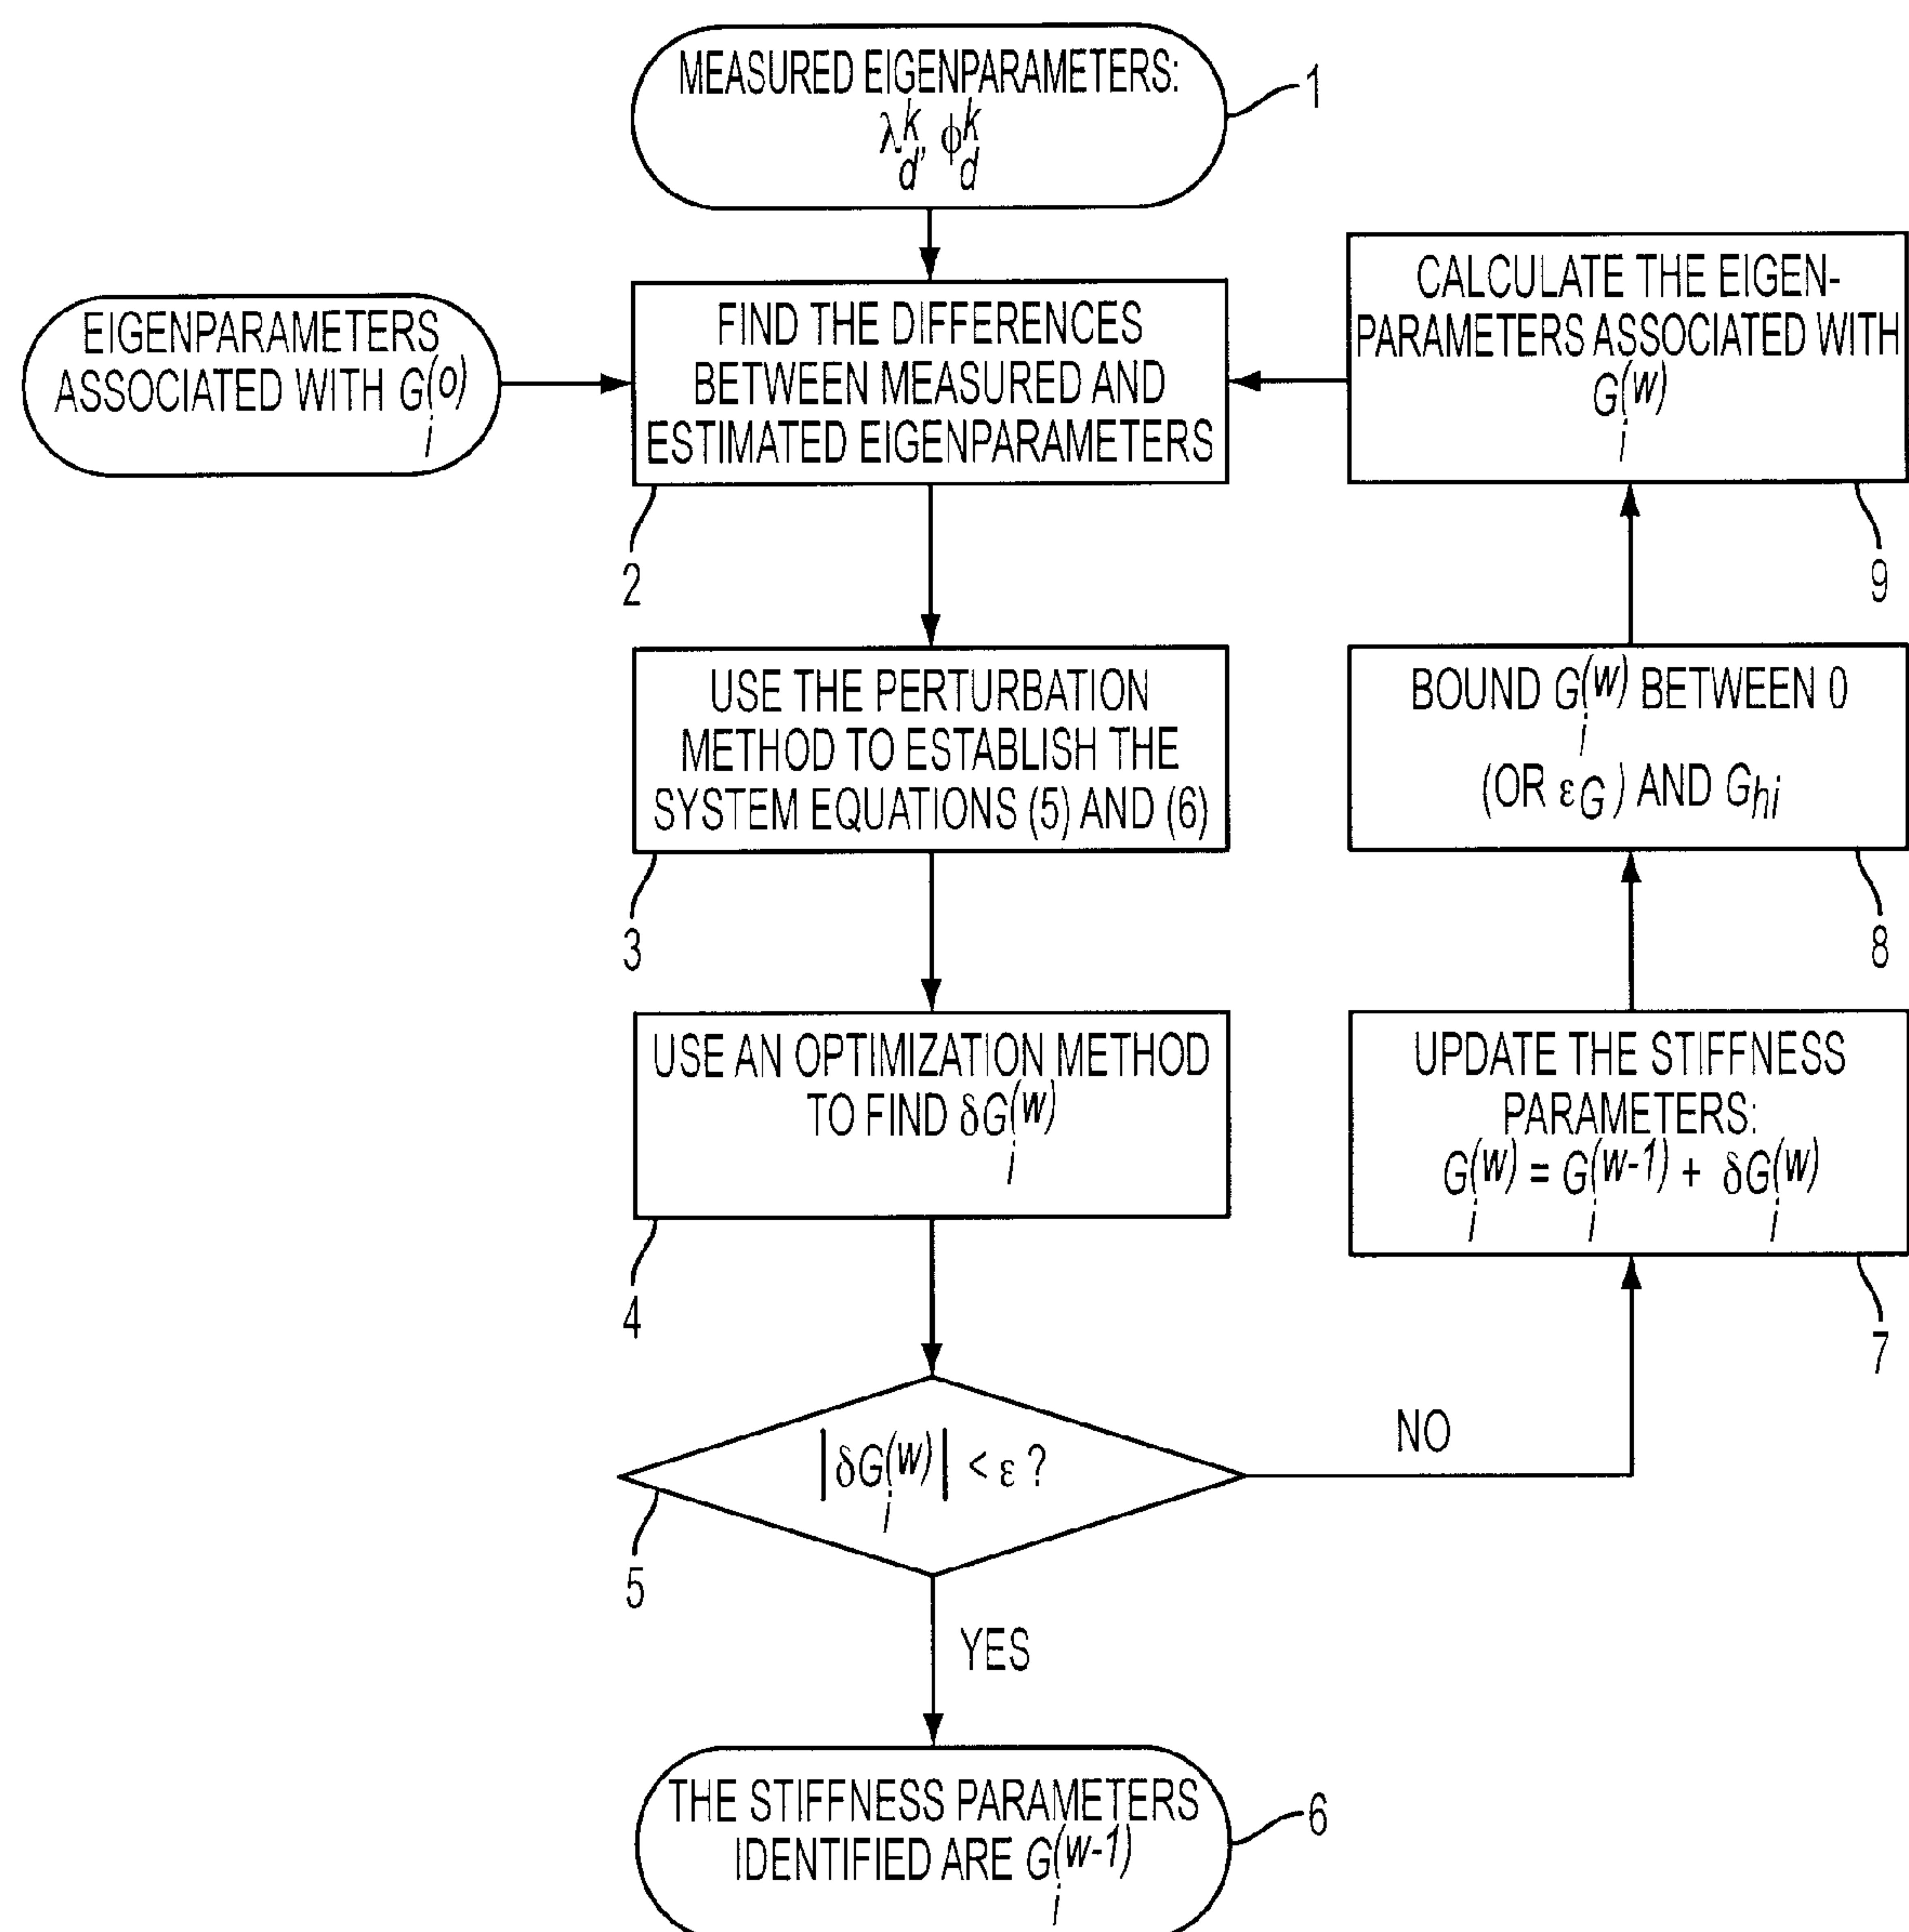 MEASURED EIGENPARAMETERS:
λ_d^k, ϕ_d^k
1
EIGENPARAMETERS
ASSOCIATED WITH G_i^(o)
FIND THE DIFFERENCES
BETWEEN MEASURED AND
ESTIMATED EIGENPARAMETERS
2
CALCULATE THE EIGEN-
PARAMETERS ASSOCIATED WITH
G_i^(w)
9
USE THE PERTURBATION
METHOD TO ESTABLISH THE
SYSTEM EQUATIONS (5) AND (6)
3
BOUND G_i^(w) BETWEEN 0
(OR ε_G) AND G_hi
8
USE AN OPTIMIZATION METHOD
TO FIND δG_i^(w)
4
UPDATE THE STIFFNESS
PARAMETERS:
G_i^(w) = G_i^(w-1) + δG_i^(w)
7
|δG_i^(w)| < ε ?
5
NO
YES
THE STIFFNESS PARAMETERS
IDENTIFIED ARE G_i^(w-1)
6